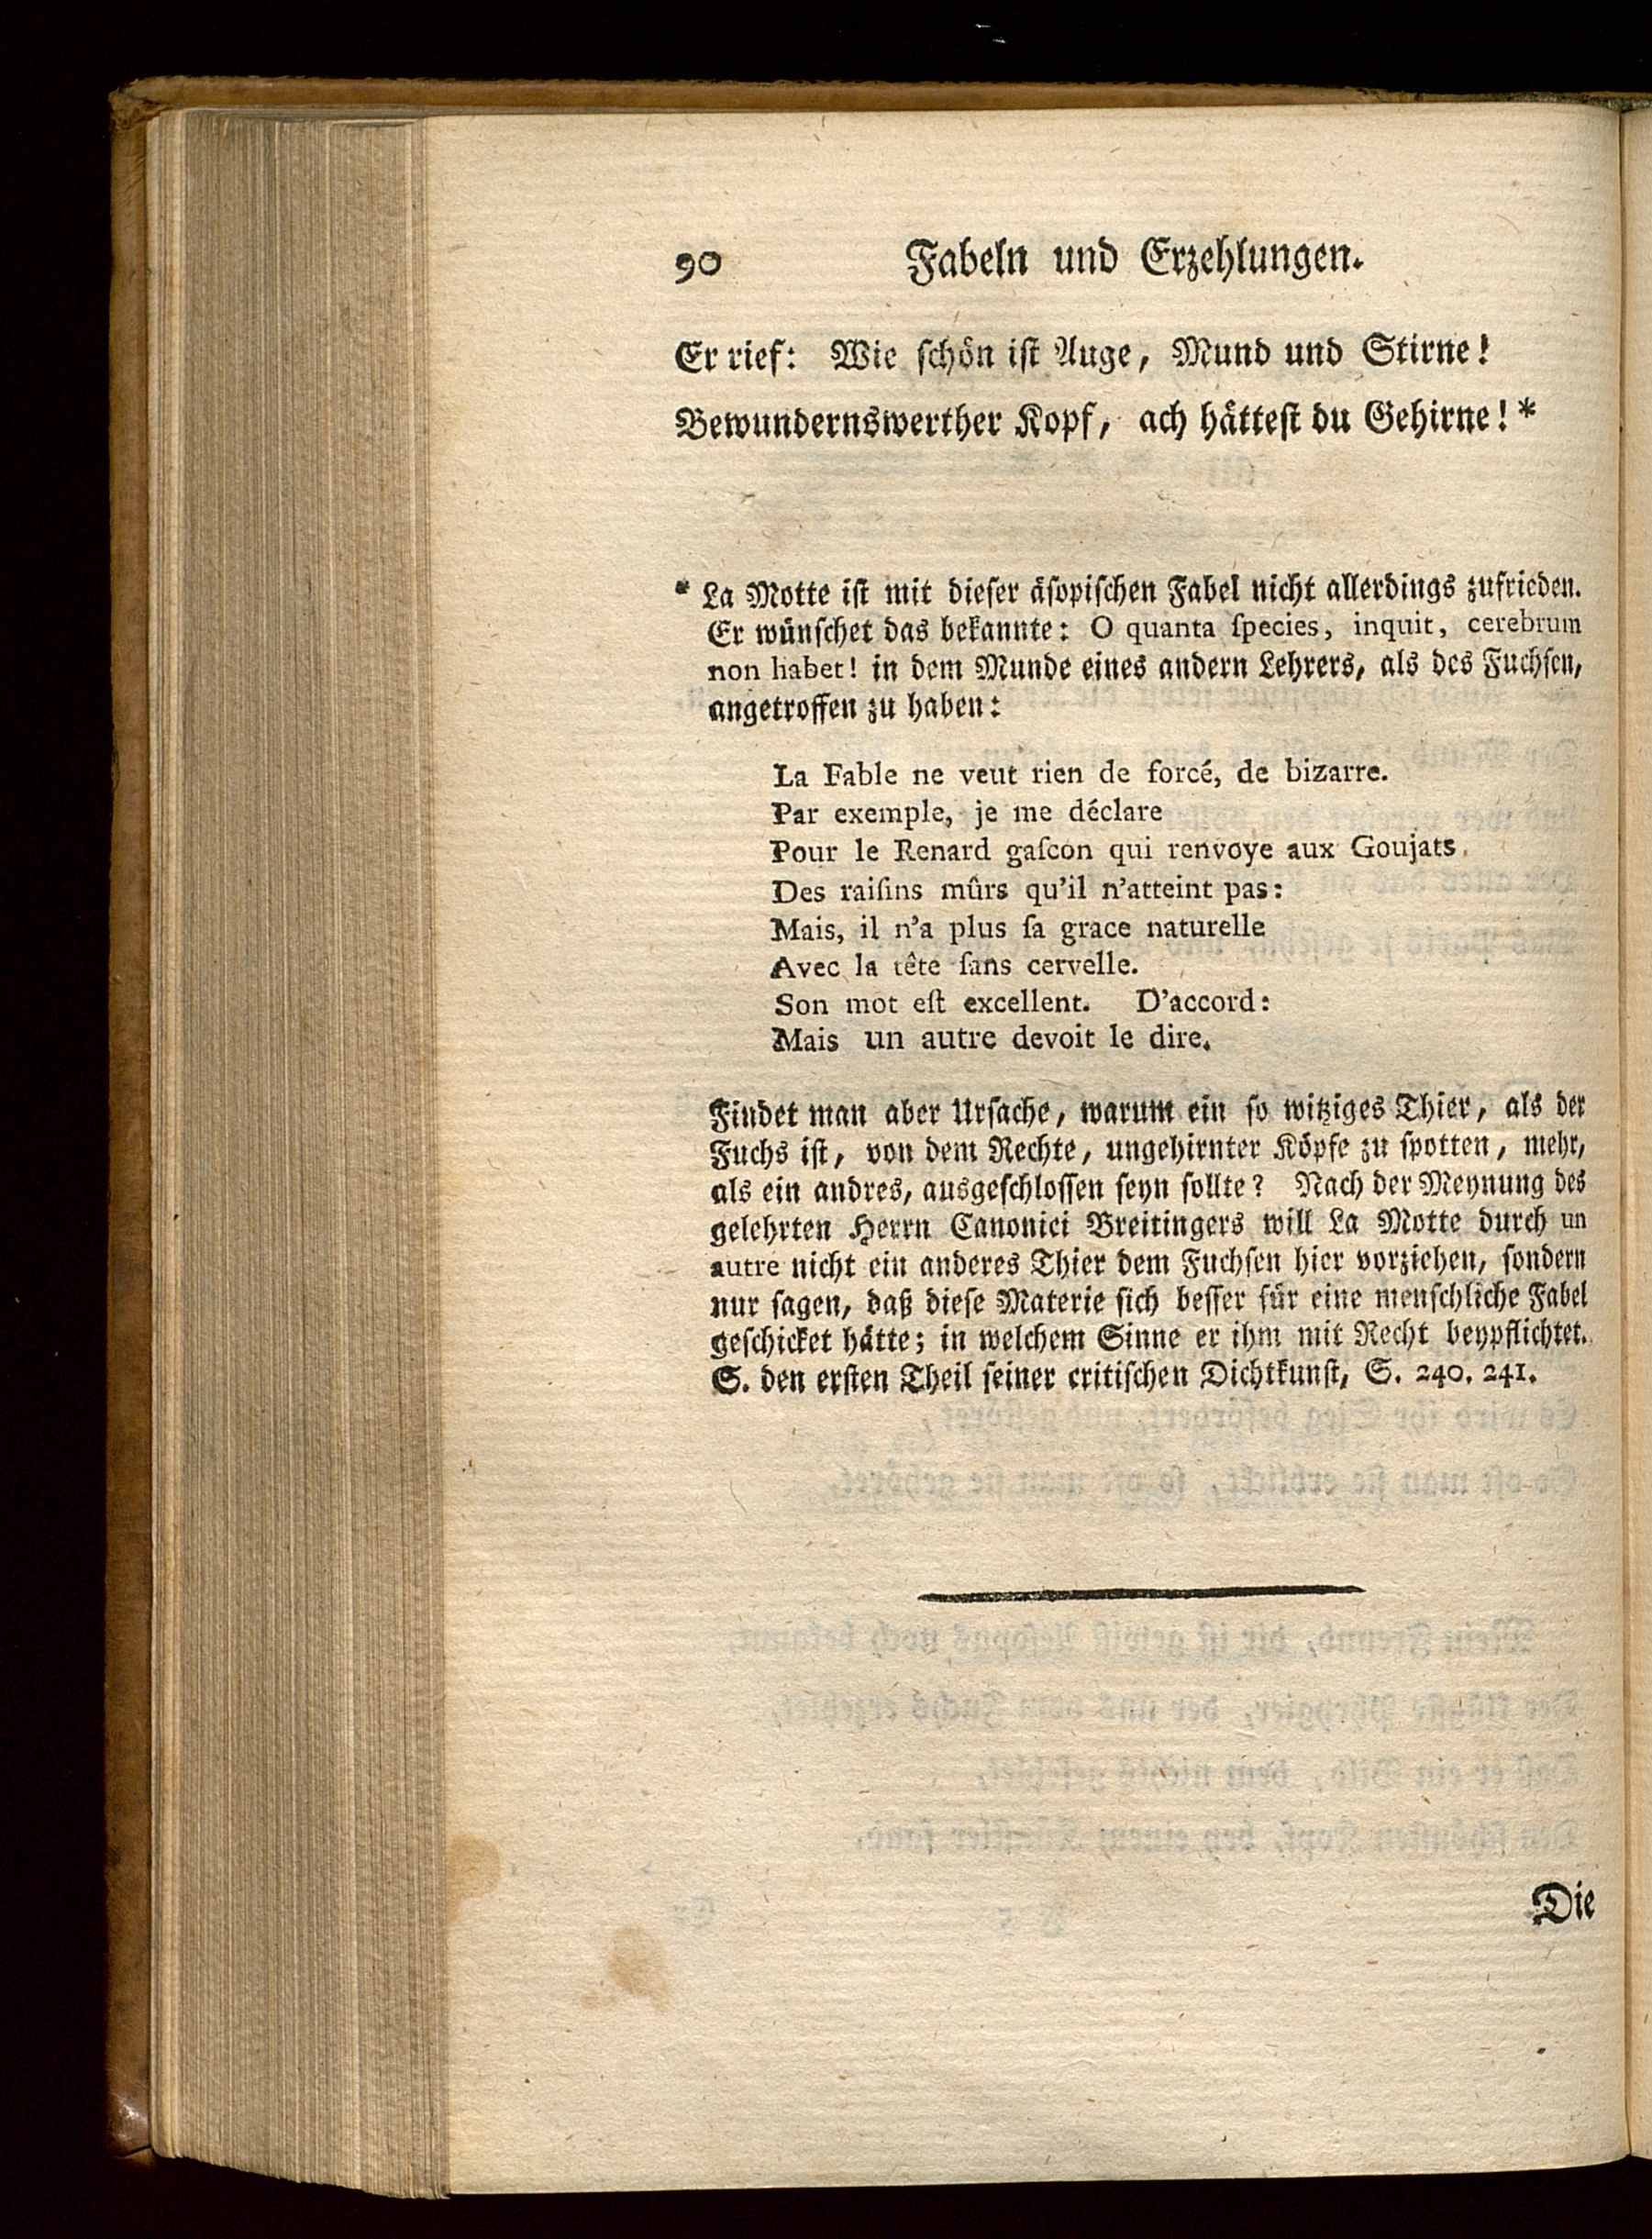 90 Fabeln und Erzehlungen.
Er rief: Wie ſchön iſt Auge, Mund und Stirne!
Bewundernswerther Kopf, ach hätteſt du Gehirne! *
* La Motte iſt mit dieſer äſopiſchen Fabel nicht allerdings zufrieden.
Er wünſchet das bekannte: O quanta ſpecies, inquit, cerebrum
non habet! in dem Munde eines andern Lehrers, als des Fuchſen,
angetroffen zu haben:
La Fable ne veut rien de forcé, de bizarre.
Par exemple, je me déclare
Pour le Renard gaſcon qui renvoye aux Goujats
Des raiſins mûrs qu'il n'atteint pas:
Mais, il n'a plus ſa grace naturelle
Avec la tête ſans cervelle.
Son mot eſt excellent. D'accord:
Mais un autre devoit le dire.
Findet man aber Urſache, warum ein ſo witziges Thier, als der
Fuchs iſt, von dem Rechte, ungehirnter Köpfe zu ſpotten, mehr,
als ein andres, ausgeſchloſſen ſeyn ſollte? Nach der Meynung des
gelehrten Herrn Canonici Breitingers will La Motte durch un
autre nicht ein anderes Thier dem Fuchſen hier vorziehen, ſondern
nur ſagen, daß dieſe Materie ſich beſſer für eine menſchliche Fabel
geſchicket hätte; in welchem Sinne er ihm mit Recht beypflichtet.
S. den erſten Theil ſeiner critiſchen Dichtkunſt, S. 240. 241.
Die